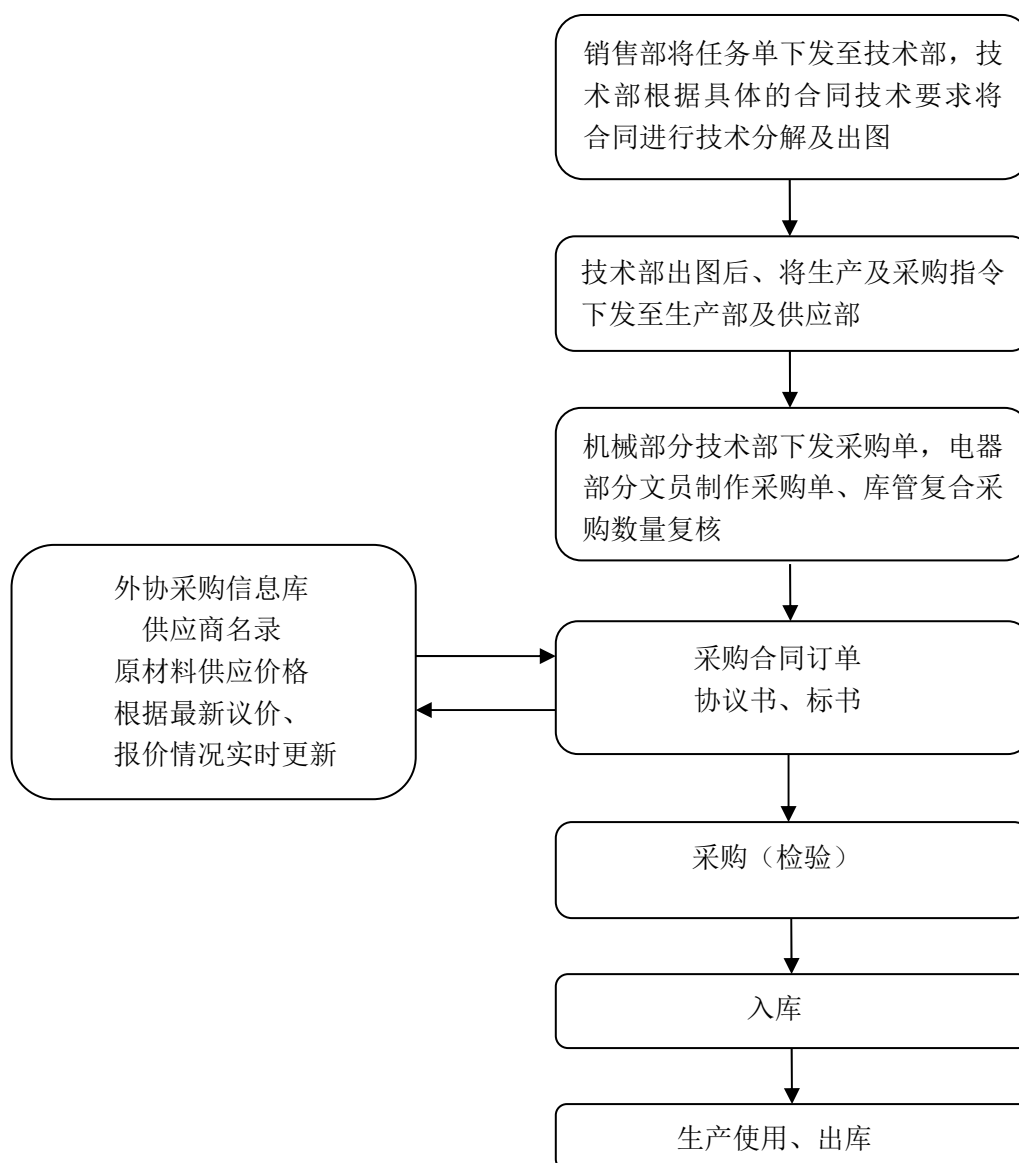 销售部将任务单下发至技术部，技
术部根据具体的合同技术要求将
合同进行技术分解及出图
技术部出图后、将生产及采购指令
下发至生产部及供应部
机械部分技术部下发采购单，电器
部分文员制作采购单、库管复合采
购数量复核
外协采购信息库
供应商名录
原材料供应价格
根据最新议价、
报价情况实时更新
采购合同订单
协议书、标书
采购（检验）
入库
生产使用、出库